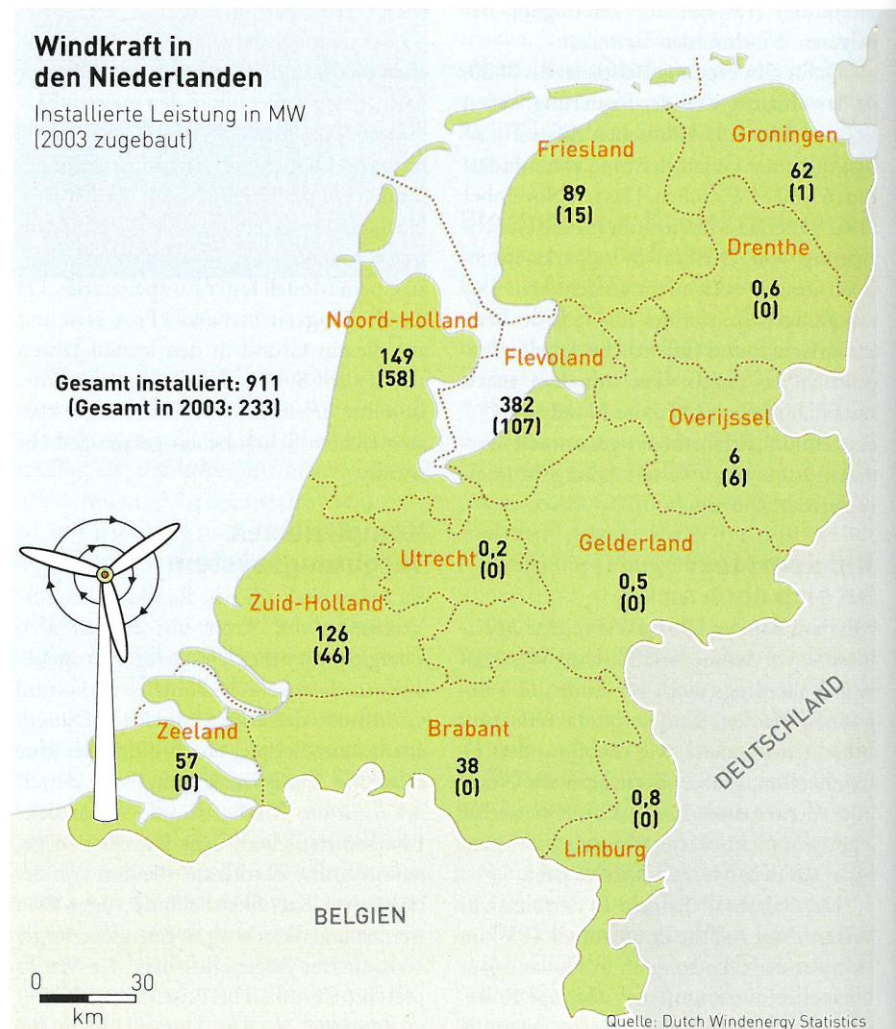 Windkraft in
den Niederlanden
Installierte Leistung in MW
(2003 zugebaut)
Groningen
62
(1)
Friesland
89
(15)
Drenthe
0,6
(0)
Noord-Holland
149
(58)
Flevoland
382
(107)
Gesamt installiert: 911
(Gesamt in 2003: 233)
Overijssel
6
(6)
Utrecht
0,2
(0)
Gelderland
0,5
(0)
Zuid-Holland
126
(46)
Zeeland
57
(0)
Brabant
38
(0)
0,8
(0)
Limburg
DEUTSCHLAND
BELGIEN
0 30
km
Quelle: Dutch Windenergy Statistics